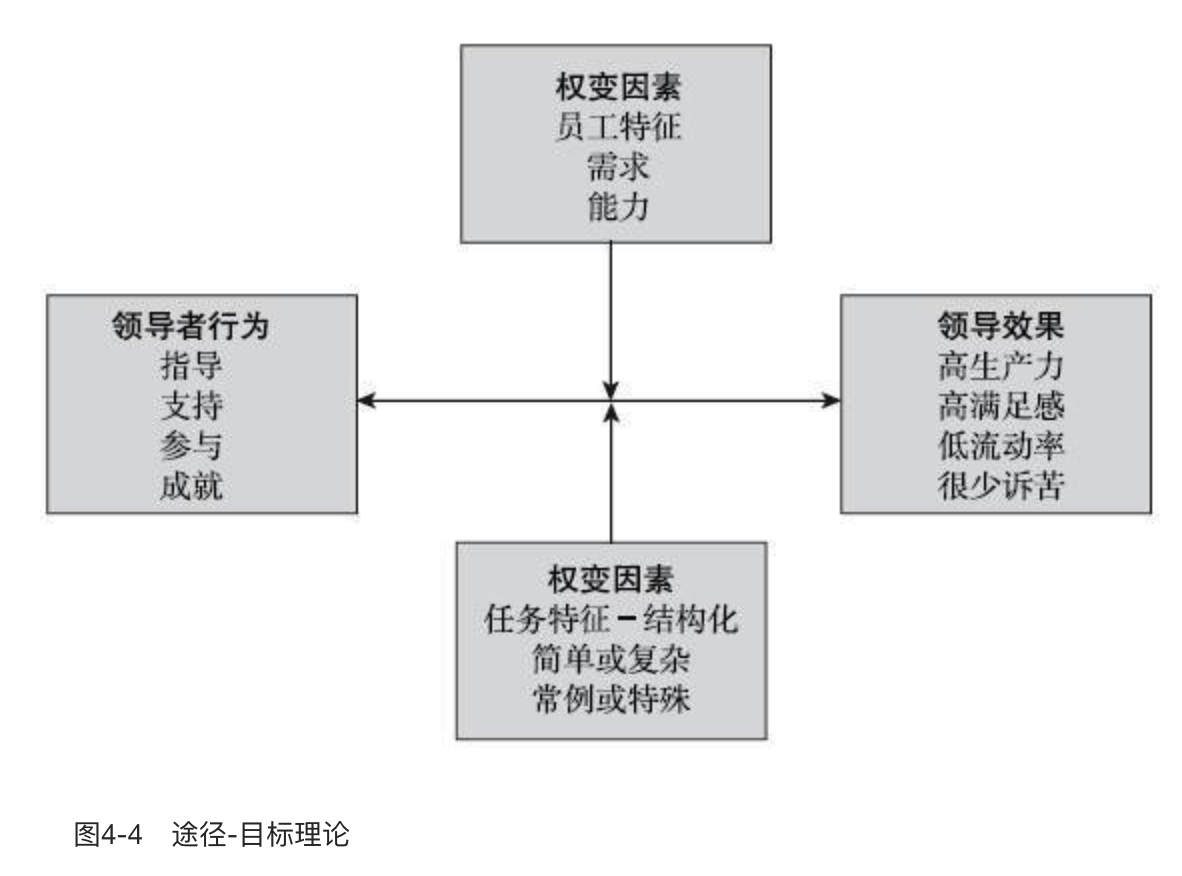 权变因素
员工特征
需求
能力
领导者行为
指导
支持
参与
成就
领导效果
高生产力
高满足感
低流动率
很少诉苦
权变因素
任务特征-结构化
简单或复杂
常例或特殊
图4-4 途径-目标理论